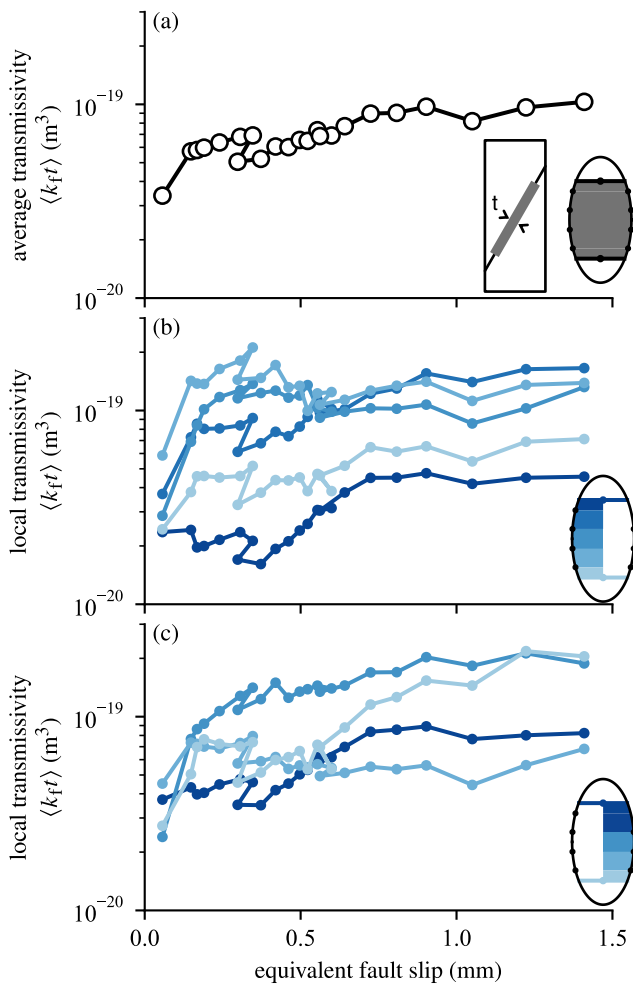 (a)
average transmissivity
⟨k_f t⟩ (m³)
10⁻¹⁹
10⁻²⁰
t
(b)
local transmissivity
⟨k_f t⟩ (m³)
10⁻¹⁹
10⁻²⁰
(c)
local transmissivity
⟨k_f t⟩ (m³)
10⁻¹⁹
10⁻²⁰
0.0 0.5 1.0 1.5
equivalent fault slip (mm)